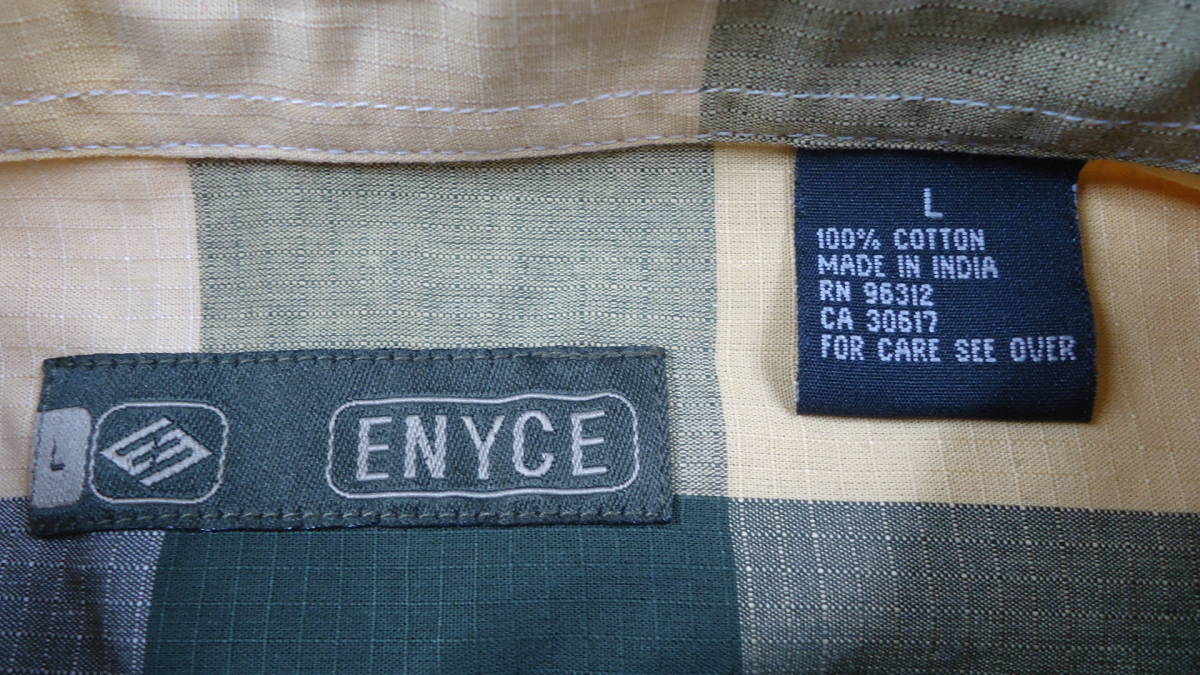 L
100% COTTON
MADE IN INDIA
RN 96312
CA 30617
FOR CARE SEE OVER
L
ENYCE